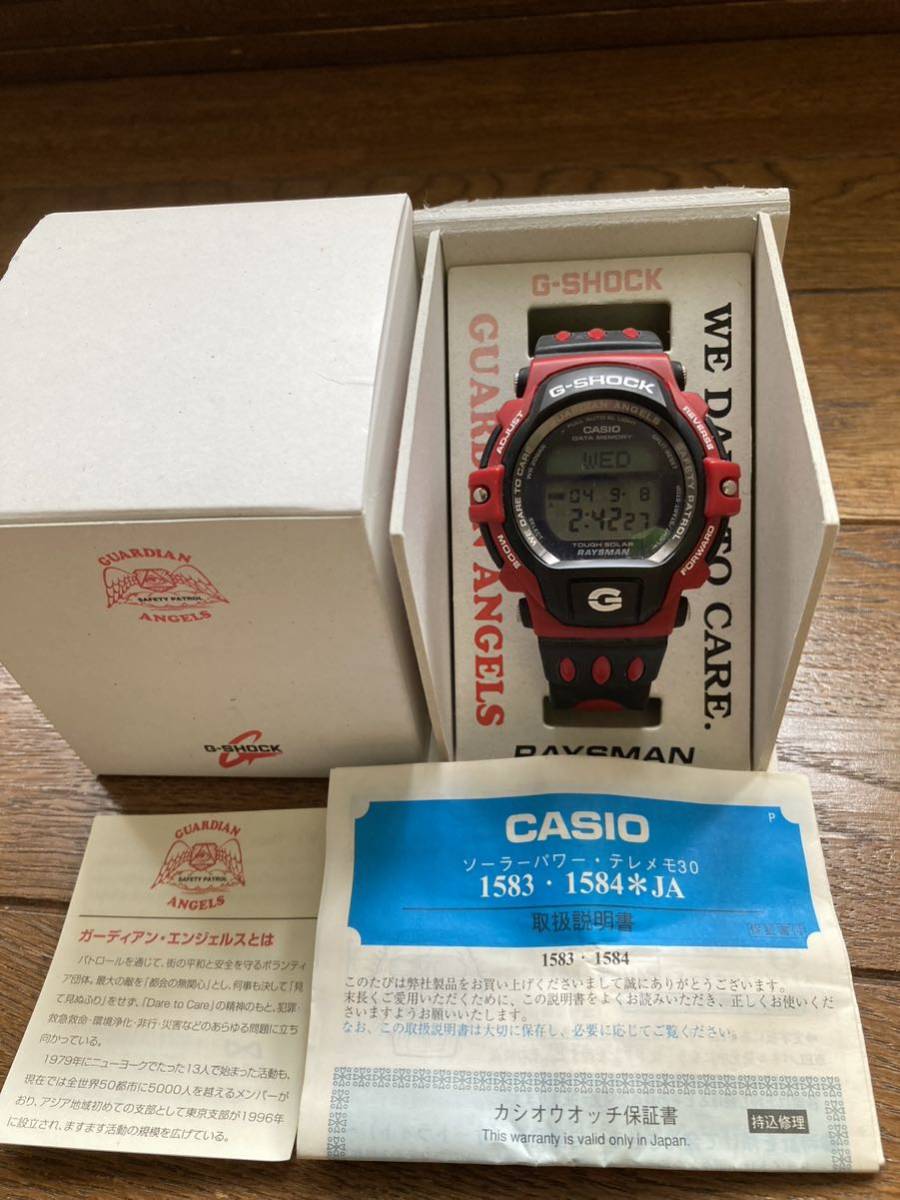 GUARDIAN
SAFETY PATROL
ANGELS
G-SHOCK
G-SHOCK
GUARDIAN ANGELS
WE DARE TO CARE.
RAYSMAN
G-SHOCK
ADJUST
REVERSE
MODE
FORWARD
FULL AUTO EL LIGHT
GUARDIAN ANGELS
SAFETY PATROL
WE DARE TO CARE
CASIO
DATA MEMORY
WED
04 9. 8
2:42 27
TOUGH SOLAR
RAYSMAN
G
GUARDIAN
SAFETY PATROL
ANGELS
ガーディアン・エンジェルスとは
パトロールを通じて、街の平和と安全を守るボランティ
ア団体。最大の敵を「都会の無関心」とし、何事も決して「見
て見ぬふり」をせず、「Dare to Care」の精神のもと、犯罪・
救急救命・環境浄化・非行・災害などのあらゆる問題に立ち
向かっている。
1979年にニューヨークでたった13人で始まった活動も、
現在では全世界50都市に5000人を越えるメンバーが
おり、アジア地域初めての支部として東京支部が1996年
に設立され、ますます活動の規模を広げている。
P
CASIO
ソーラーパワー・テレメモ30
1583・1584＊JA
取扱説明書
保証書付
1583・1584
このたびは弊社製品をお買い上げくださいまして誠にありがとうございます。
末長くご愛用いただくために、この説明書をよくお読みいただき、正しくお使いくだ
さいますようお願いいたします。
なお、この取扱説明書は大切に保存し、必要に応じてご覧ください。
カシオウオッチ保証書
持込修理
This warranty is valid only in Japan.